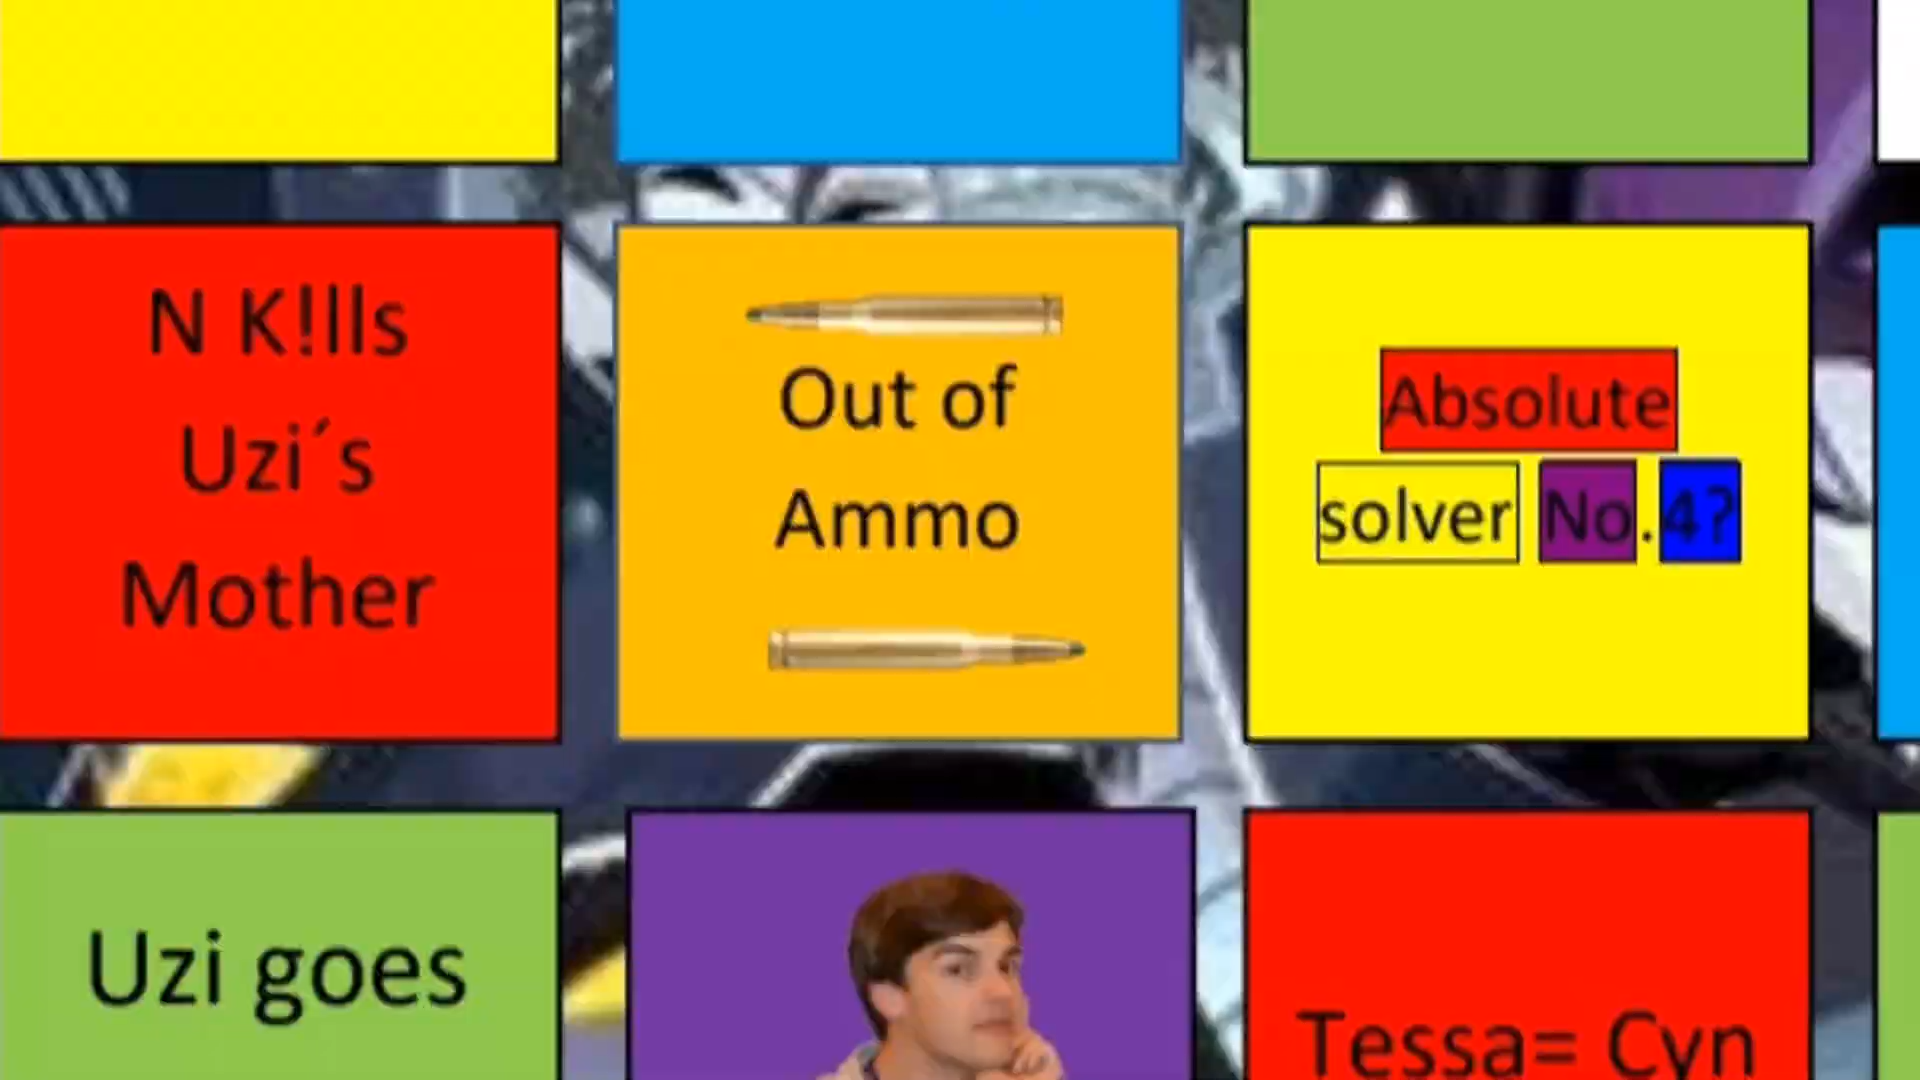 N K!lls
Uzi´s
Mother
Out of
Ammo
Absolute
solver No.4?
Uzi goes
Tessa= Cyn